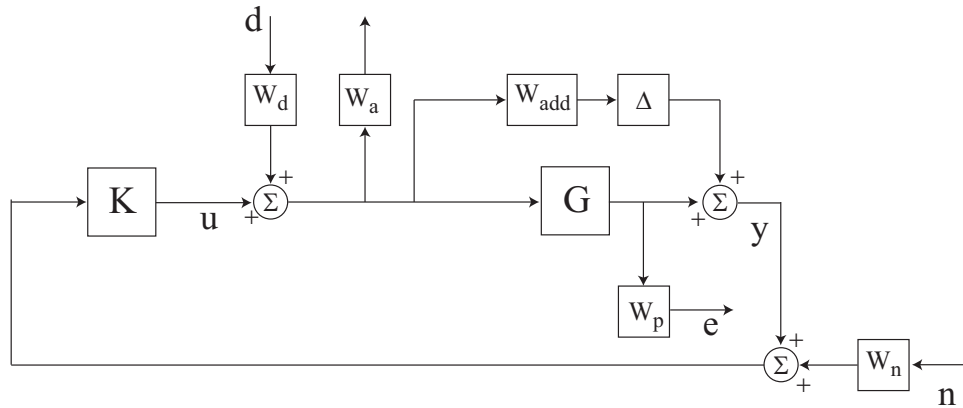 d
W_d
W_a
W_add
Δ
+
+
+
K
u
+
Σ
G
+
Σ
y
W_p
e
+
Σ
+
W_n
n